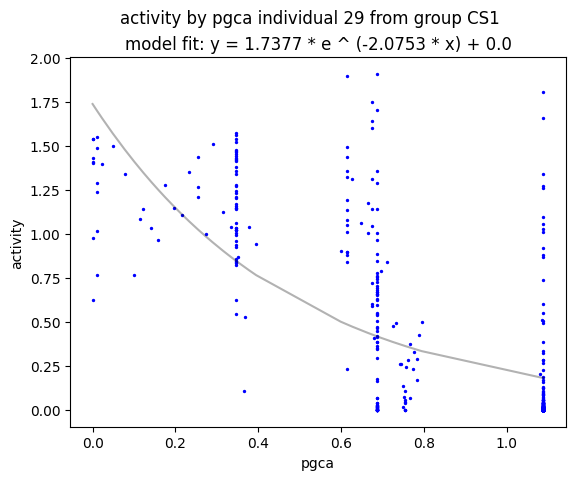 activity by pgca individual 29 from group CS1
model fit: y = 1.7377 * e ^ (-2.0753 * x) + 0.0
2.00
1.75
1.50
1.25
1.00
0.75
0.50
0.25
0.00
activity
0.0 0.2 0.4 0.6 0.8 1.0
pgca